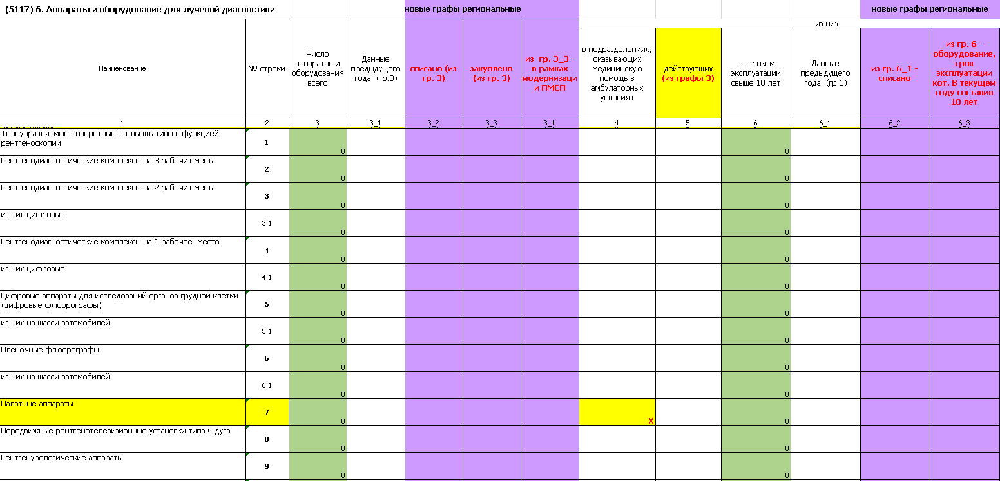 (5117) 6. Аппараты и оборудование для лучевой диагностики
новые графы региональные
новые графы региональные
из них:
Наименование
№ строки
Число
аппаратов и
оборудования
всего
Данные
предыдущего
года (гр.3)
списано (из
гр. 3)
закуплено
(из гр. 3)
из гр. 3_3 -
в рамках
модернизаци
и ПМСП
в подразделениях,
оказывающих
медицинскую
помощь в
амбулаторных
условиях
действующих
(из графы 3)
со сроком
эксплуатации
свыше 10 лет
Данные
предыдущего
года (гр.6)
из гр. 6_1 -
списано
из гр. 6 -
оборудование,
срок
эксплуатации
кот. В текущем
году составил
10 лет
1 2 3 3_1 3_2 3_3 3_4 4 5 6 6_1 6_2 6_3
Телеуправляемые поворотные столы-штативы с функцией
рентгеноскопии
1 0 0
Рентгенодиагностические комплексы на 3 рабочих места
2 0 0
Рентгенодиагностические комплексы на 2 рабочих места
3 0 0
из них цифровые
3.1 0 0
Рентгенодиагностические комплексы на 1 рабочее место
4 0 0
из них цифровые
4.1 0 0
Цифровые аппараты для исследований органов грудной клетки
(цифровые флюорографы)
5 0 0
из них на шасси автомобилей
5.1 0 0
Пленочные флюорографы
6 0 0
из них на шасси автомобилей
6.1 0 0
Палатные аппараты
7 0 X 0
Передвижные рентгенотелевизионные установки типа С-дуга
8 0 0
Рентгенурологические аппараты
9 0 0